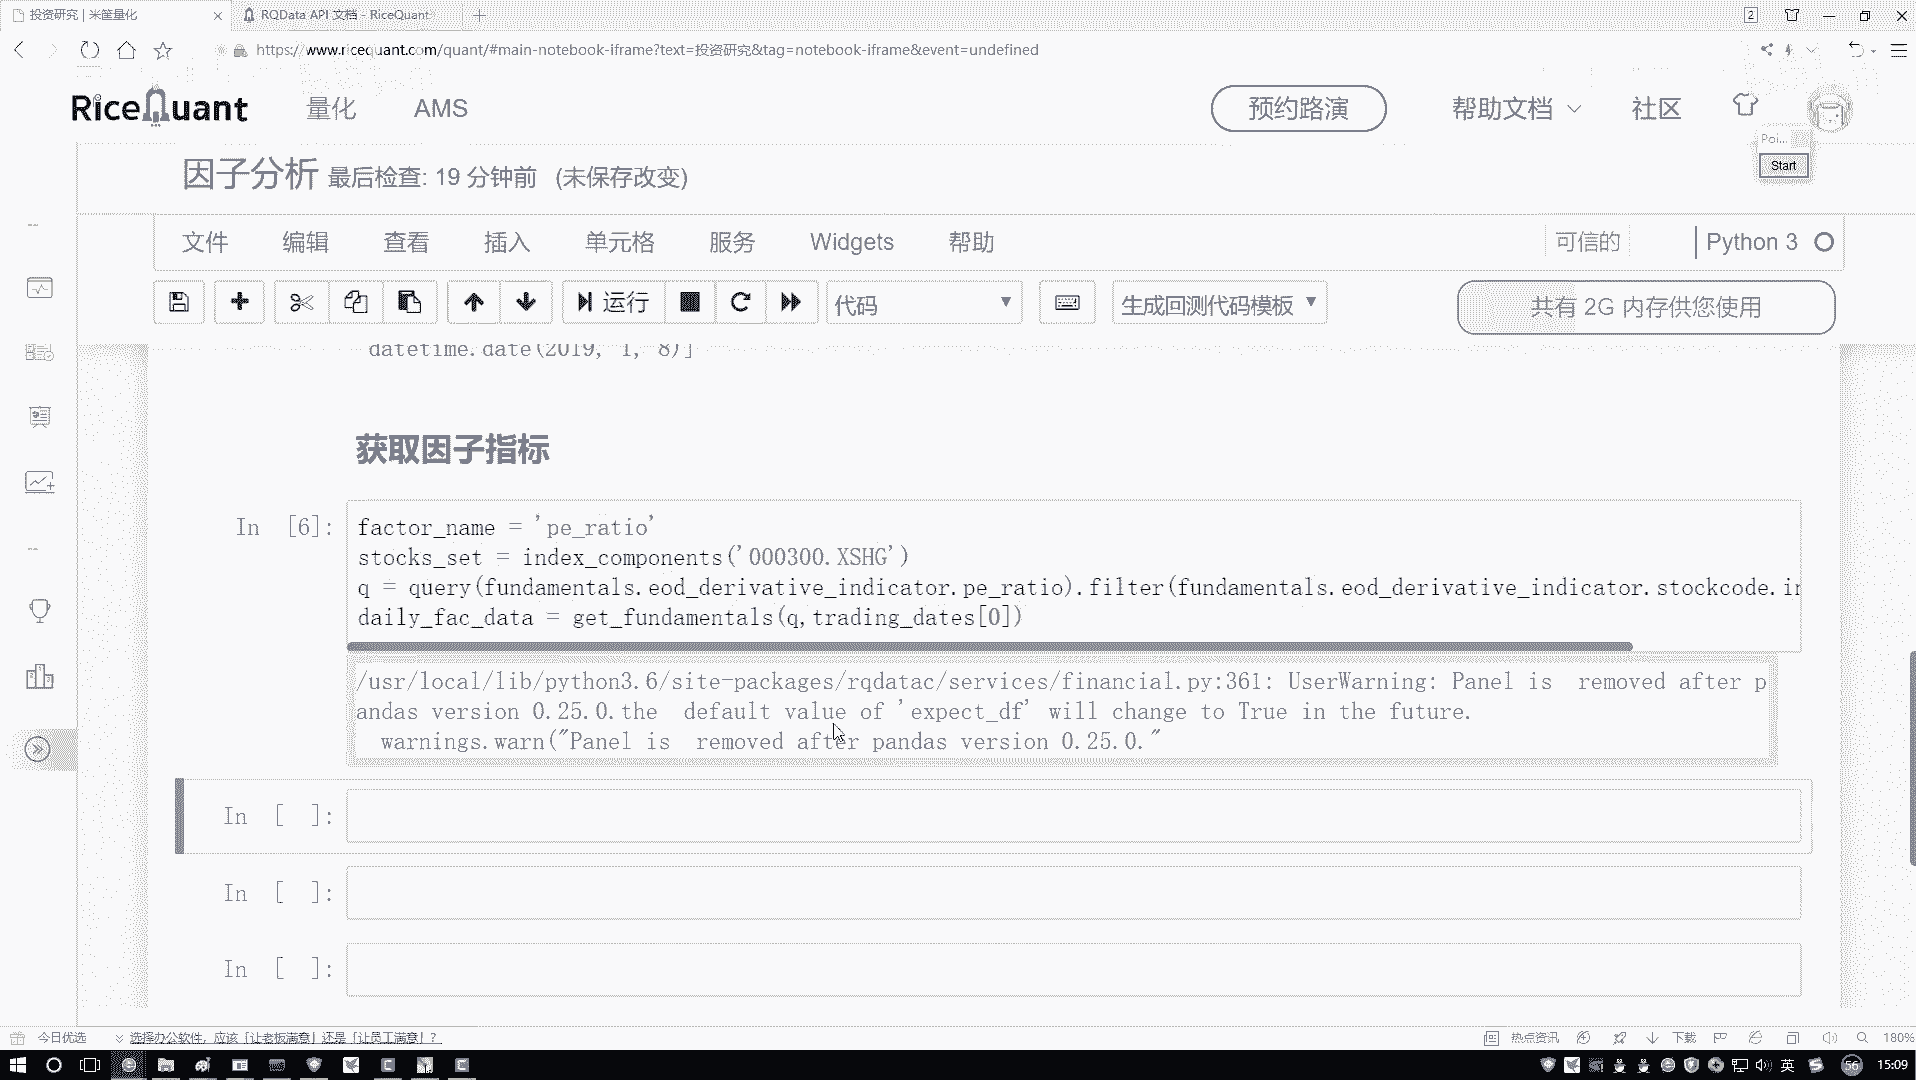 投资研究 | 米筐量化
RQData API 文档 - RiceQuant
2
https://www.ricequant.com/quant/#main-notebook-iframe?text=投资研究&tag=notebook-iframe&event=undefined
RiceQuant 量化 AMS 预约路演 帮助文档 社区
Poi...
Start
因子分析 最后检查: 19 分钟前 (未保存改变)
文件 编辑 查看 插入 单元格 服务 Widgets 帮助 可信的 Python 3
运行 代码 生成回测代码模板 共有 2G 内存供您使用
datetime.date(2019, 1, 8)]
获取因子指标
In [6]:
factor_name = 'pe_ratio'
stocks_set = index_components('000300.XSHG')
q = query(fundamentals.eod_derivative_indicator.pe_ratio).filter(fundamentals.eod_derivative_indicator.stockcode.in
daily_fac_data = get_fundamentals(q,trading_dates[0])
/usr/local/lib/python3.6/site-packages/rqdatac/services/financial.py:361: UserWarning: Panel is  removed after p
andas version 0.25.0.the  default value of 'expect_df' will change to True in the future.
warnings.warn("Panel is  removed after pandas version 0.25.0."
In [ ]:
In [ ]:
In [ ]:
今日优选 选择办公软件，应该「让老板满意」还是「让员工满意」？ 热点资讯 下载 180%
英 56 15:09